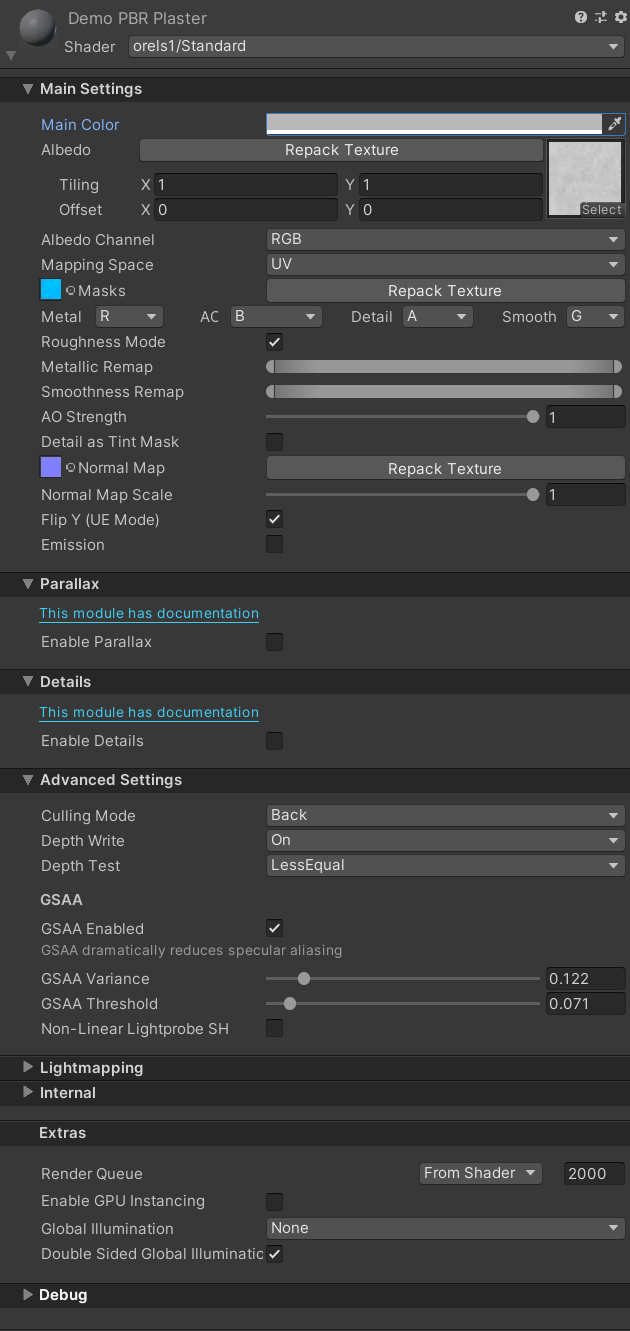 Demo PBR Plaster
Shader orels1/Standard
Main Settings
Main Color
Albedo Repack Texture
Tiling X 1 Y 1
Offset X 0 Y 0
Select
Albedo Channel RGB
Mapping Space UV
Masks Repack Texture
Metal R AO B Detail A Smooth G
Roughness Mode
Metallic Remap
Smoothness Remap
AO Strength 1
Detail as Tint Mask
Normal Map Repack Texture
Normal Map Scale 1
Flip Y (UE Mode)
Emission
Parallax
This module has documentation
Enable Parallax
Details
This module has documentation
Enable Details
Advanced Settings
Culling Mode Back
Depth Write On
Depth Test LessEqual
GSAA
GSAA Enabled
GSAA dramatically reduces specular aliasing
GSAA Variance 0.122
GSAA Threshold 0.071
Non-Linear Lightprobe SH
Lightmapping
Internal
Extras
Render Queue From Shader 2000
Enable GPU Instancing
Global Illumination None
Double Sided Global Illuminatic
Debug